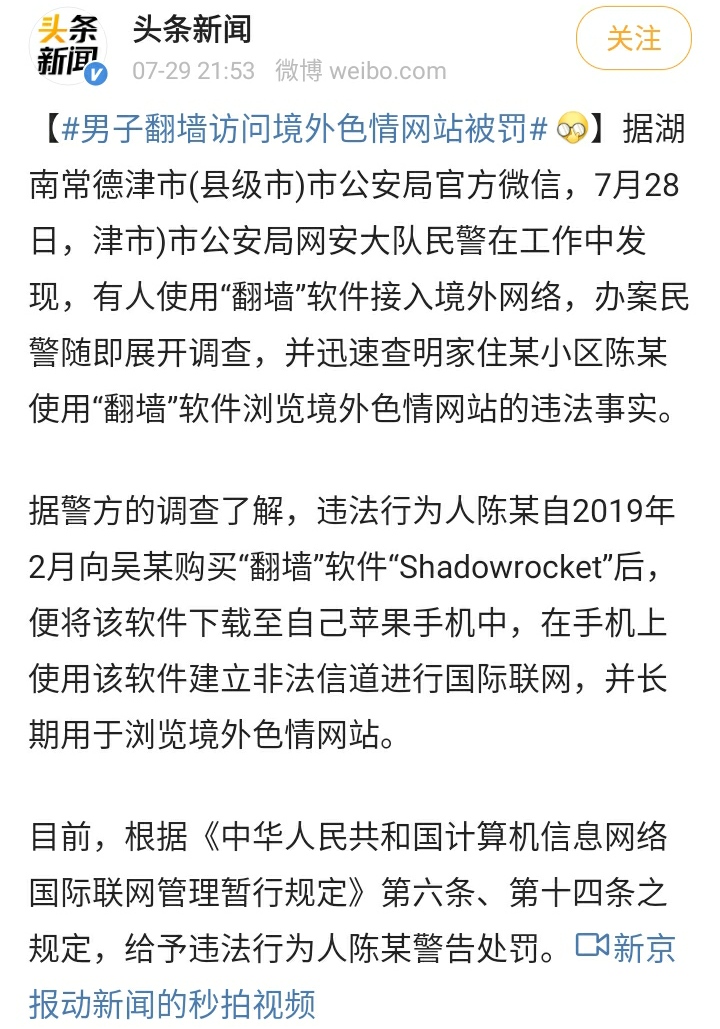 头条
新闻
头条新闻
关注
07-29 21:53 微博 weibo.com
【#男子翻墙访问境外色情网站被罚# 】据湖
南常德津市(县级市)市公安局官方微信，7月28
日，津市)市公安局网安大队民警在工作中发
现，有人使用“翻墙”软件接入境外网络，办案民
警随即展开调查，并迅速查明家住某小区陈某
使用“翻墙”软件浏览境外色情网站的违法事实。
据警方的调查了解，违法行为人陈某自2019年
2月向吴某购买“翻墙”软件“Shadowrocket”后，
便将该软件下载至自己苹果手机中，在手机上
使用该软件建立非法信道进行国际联网，并长
期用于浏览境外色情网站。
目前，根据《中华人民共和国计算机信息网络
国际联网管理暂行规定》第六条、第十四条之
规定，给予违法行为人陈某警告处罚。新京
报动新闻的秒拍视频